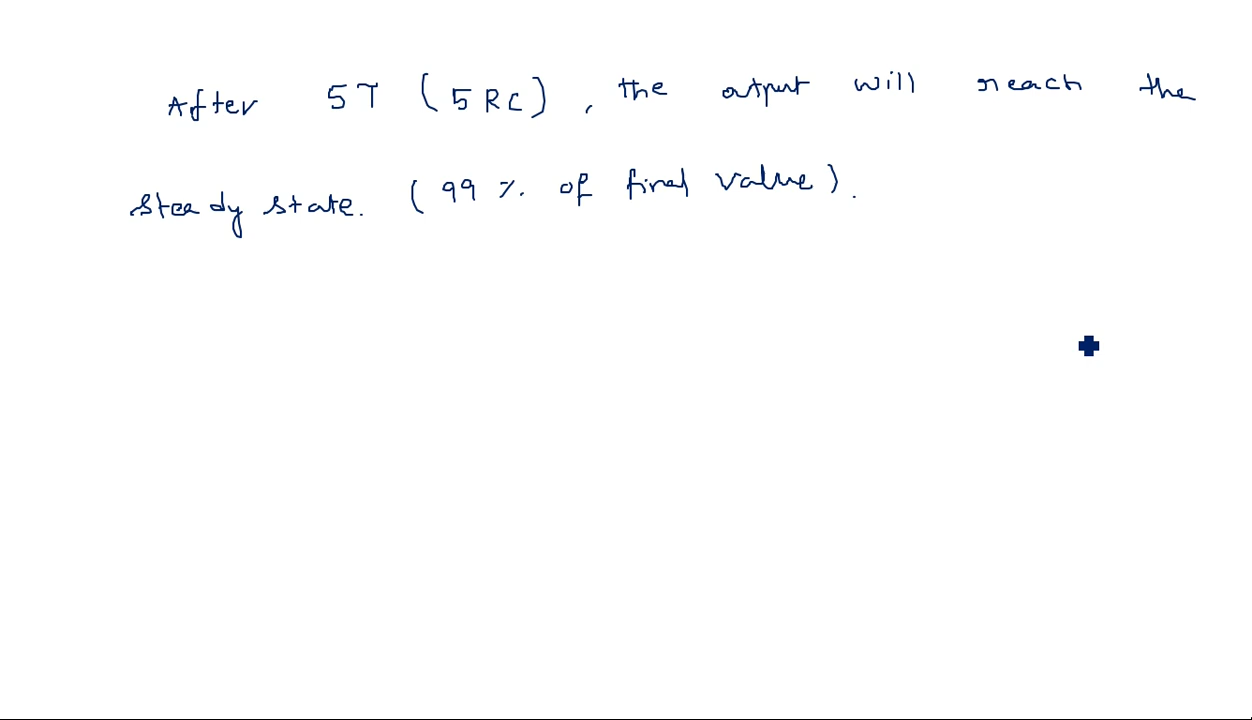 After 5T (5RC), the output will reach the
steady state. (99% of final value).